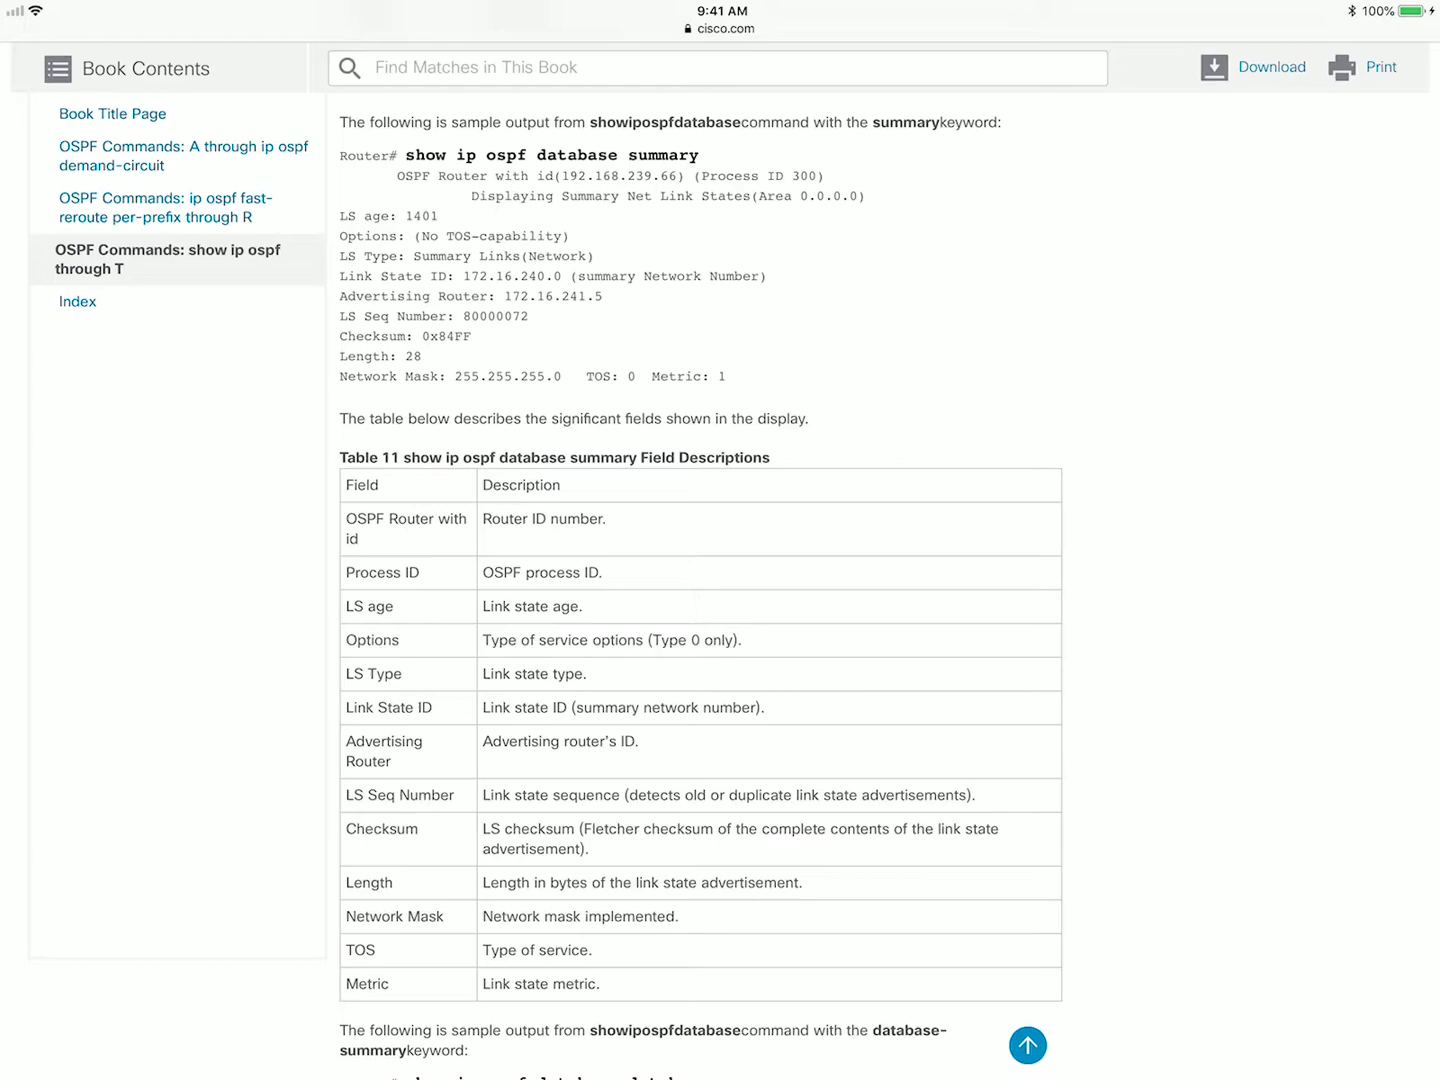 9:41 AM
100%
cisco.com
Book Contents
Find Matches in This Book
Download
Print
Book Title Page
OSPF Commands: A through ip ospf
demand-circuit
OSPF Commands: ip ospf fast-
reroute per-prefix through R
OSPF Commands: show ip ospf
through T
Index
The following is sample output from showipospfdatabasecommand with the summarykeyword:
Router# show ip ospf database summary
OSPF Router with id(192.168.239.66) (Process ID 300)
Displaying Summary Net Link States(Area 0.0.0.0)
LS age: 1401
Options: (No TOS-capability)
LS Type: Summary Links(Network)
Link State ID: 172.16.240.0 (summary Network Number)
Advertising Router: 172.16.241.5
LS Seq Number: 80000072
Checksum: 0x84FF
Length: 28
Network Mask: 255.255.255.0 TOS: 0 Metric: 1
The table below describes the significant fields shown in the display.
Table 11 show ip ospf database summary Field Descriptions
Field Description
OSPF Router with Router ID number.
id
Process ID OSPF process ID.
LS age Link state age.
Options Type of service options (Type 0 only).
LS Type Link state type.
Link State ID Link state ID (summary network number).
Advertising Advertising router's ID.
Router
LS Seq Number Link state sequence (detects old or duplicate link state advertisements).
Checksum LS checksum (Fletcher checksum of the complete contents of the link state
advertisement).
Length Length in bytes of the link state advertisement.
Network Mask Network mask implemented.
TOS Type of service.
Metric Link state metric.
The following is sample output from showipospfdatabasecommand with the database-
summarykeyword: